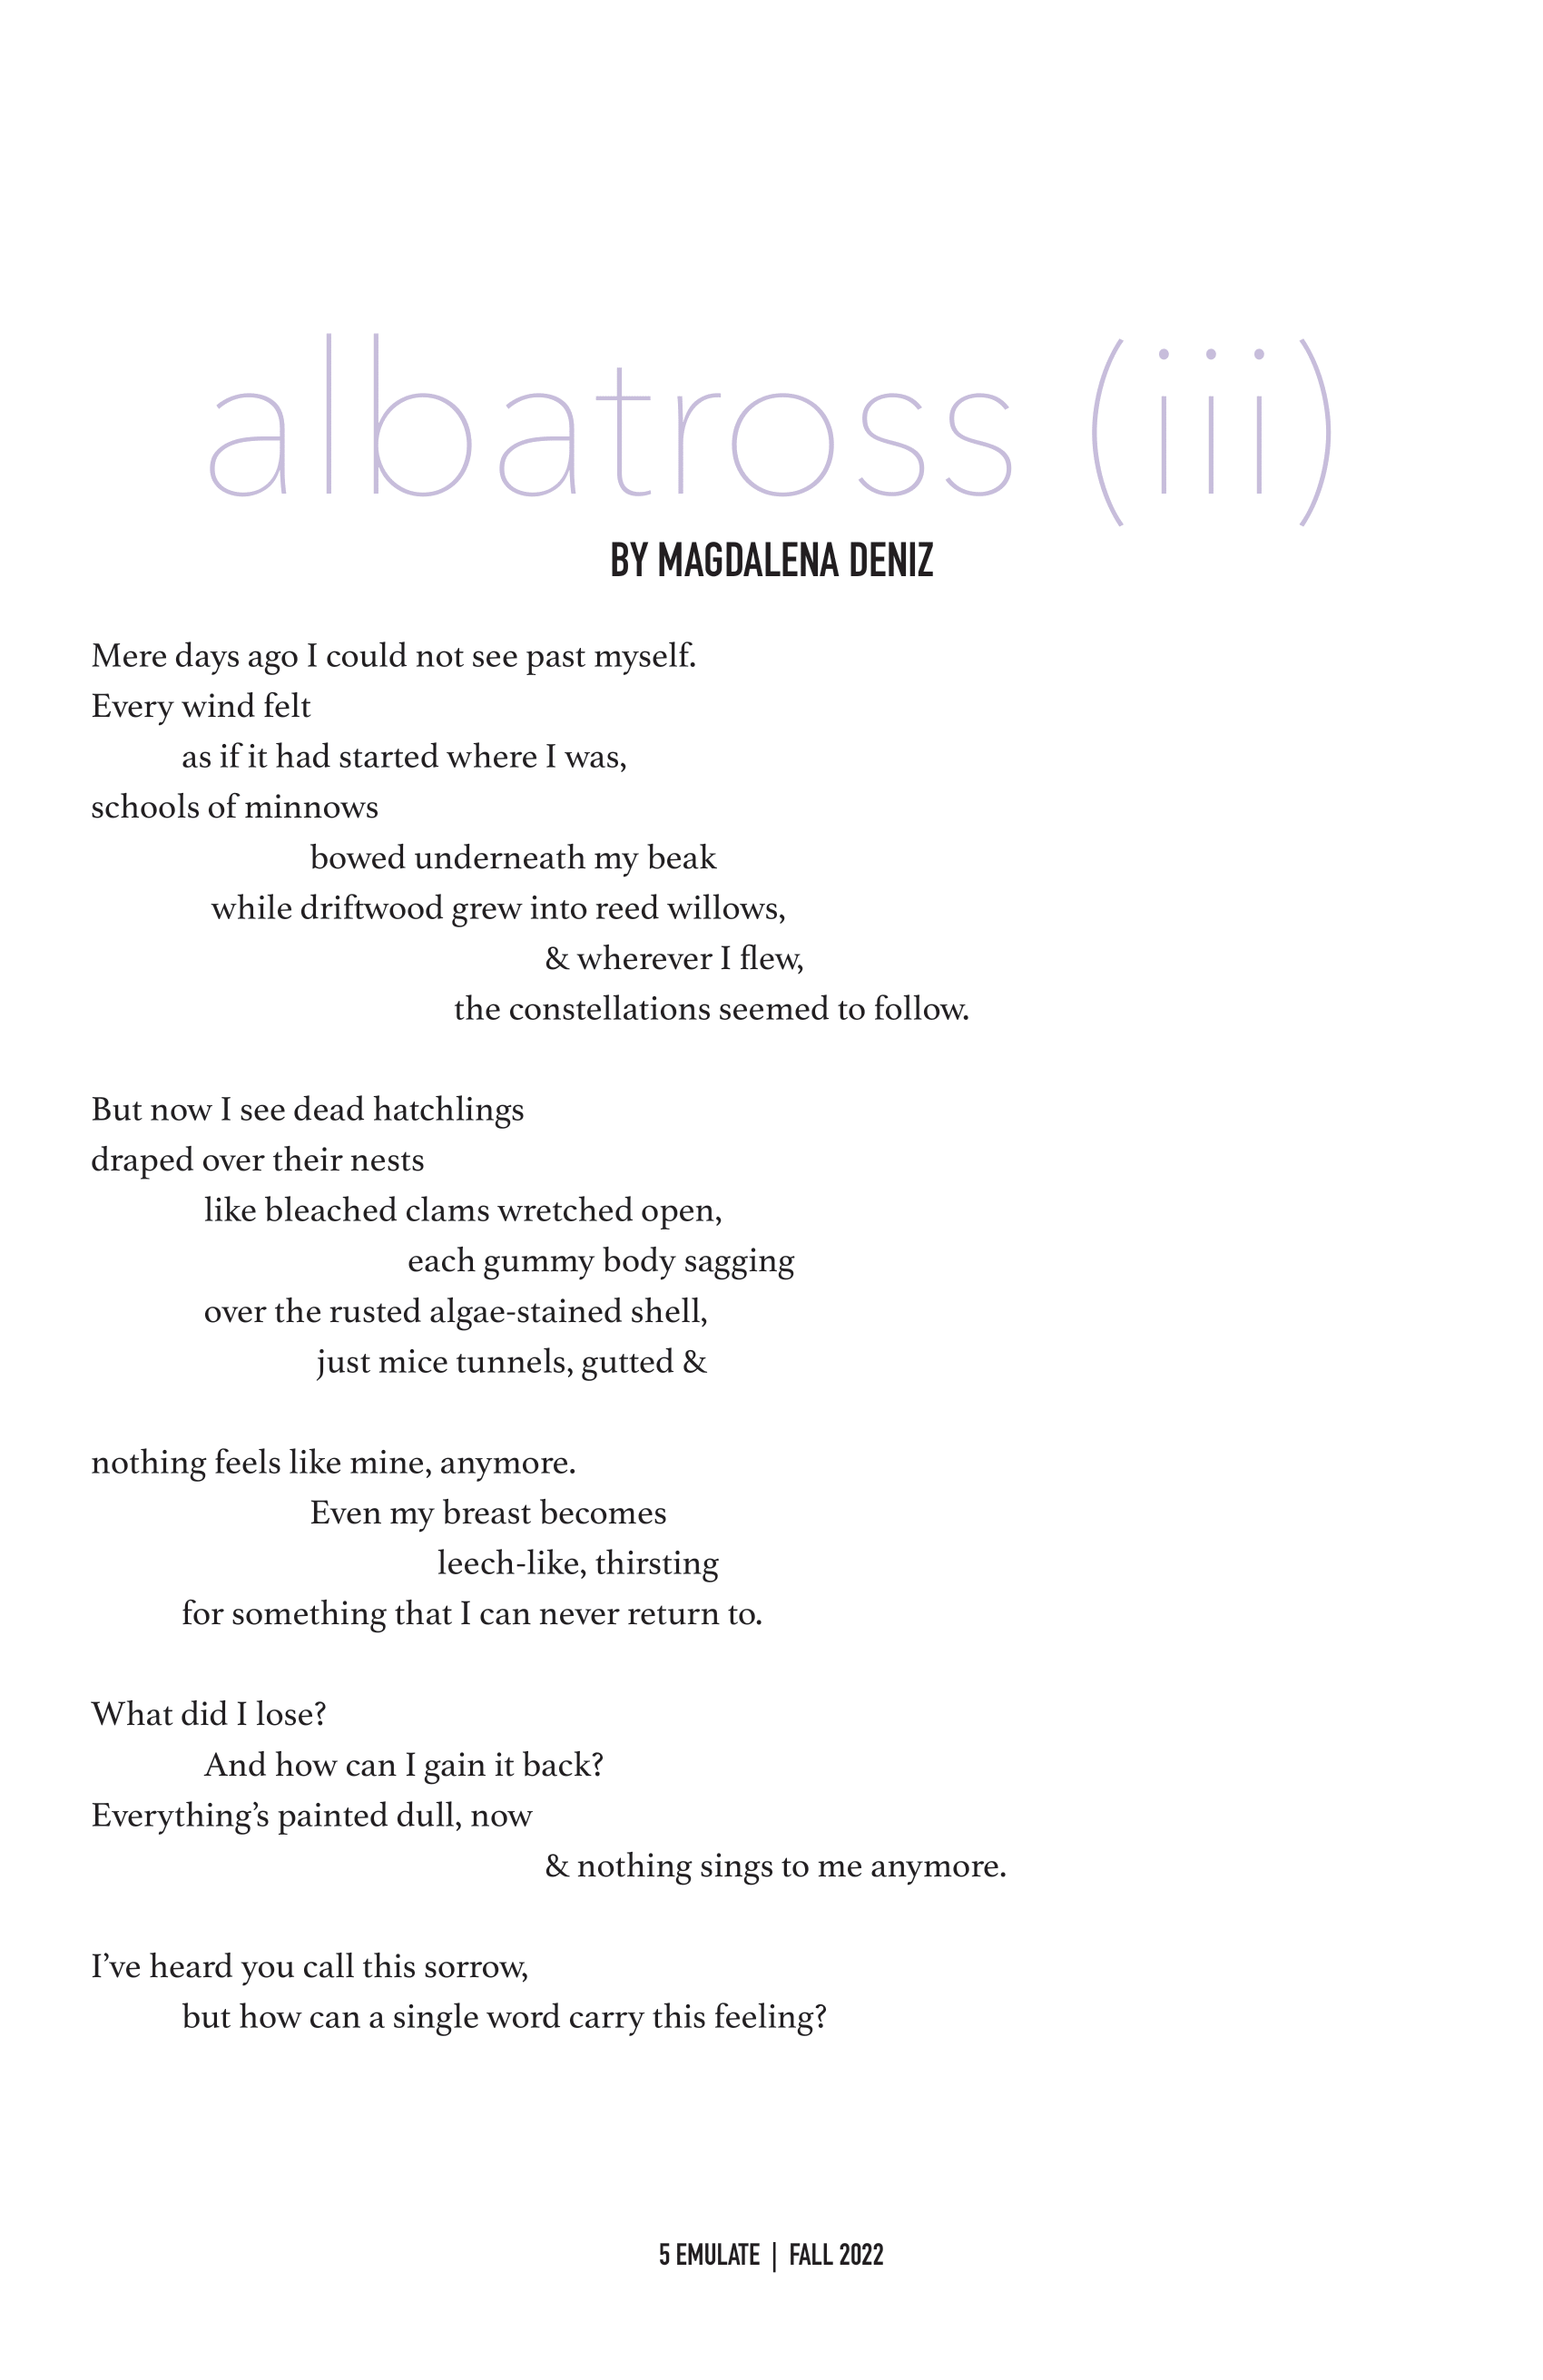 albatross (iii)
BY MAGDALENA DENIZ
Mere days ago I could not see past myself.
Every wind felt
as if it had started where I was,
schools of minnows
bowed underneath my beak
while driftwood grew into reed willows,
& wherever I flew,
the constellations seemed to follow.
But now I see dead hatchlings
draped over their nests
like bleached clams wretched open,
each gummy body sagging
over the rusted algae-stained shell,
just mice tunnels, gutted &
nothing feels like mine, anymore.
Even my breast becomes
leech-like, thirsting
for something that I can never return to.
What did I lose?
And how can I gain it back?
Everything’s painted dull, now
& nothing sings to me anymore.
I’ve heard you call this sorrow,
but how can a single word carry this feeling?
5 EMULATE | FALL 2022